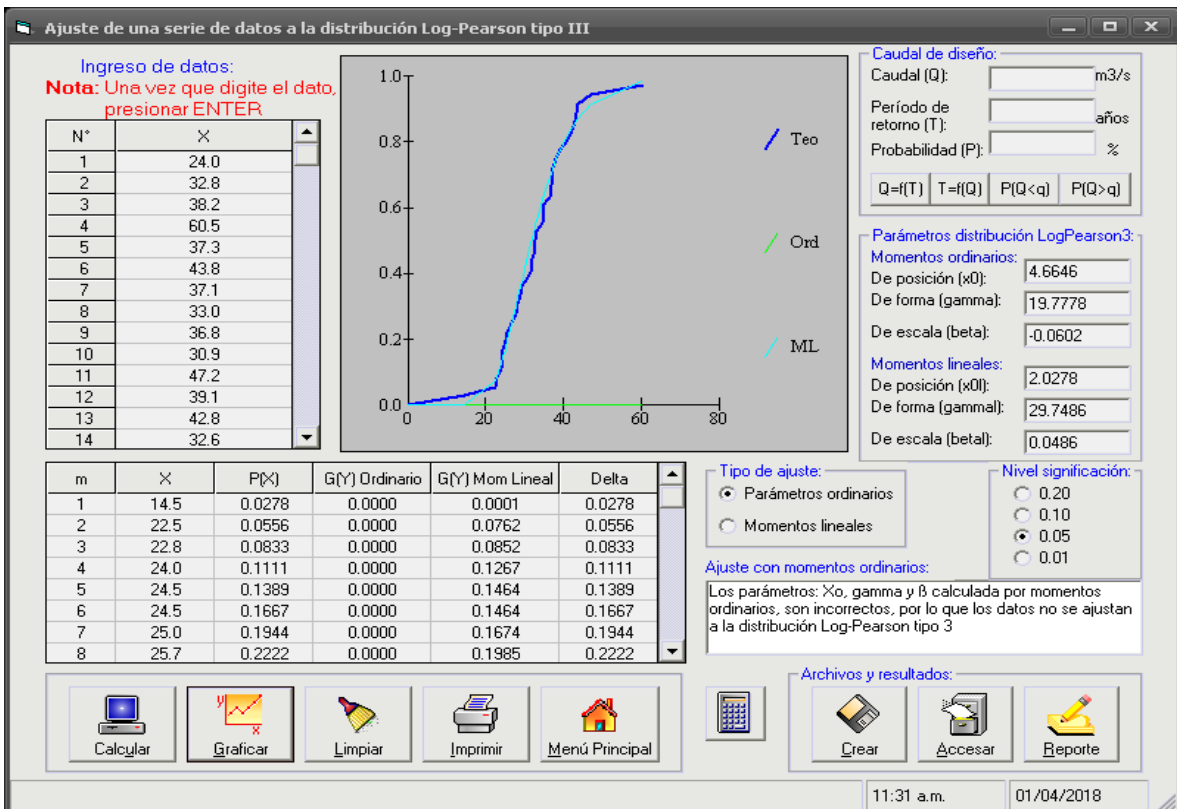 Ajuste de una serie de datos a la distribución Log-Pearson tipo III
Ingreso de datos:
Nota: Una vez que digite el dato,
presionar ENTER
N° X
1 24.0
2 32.8
3 38.2
4 60.5
5 37.3
6 43.8
7 37.1
8 33.0
9 36.8
10 30.9
11 47.2
12 39.1
13 42.8
14 32.6
1.0
0.8
0.6
0.4
0.2
0.0
0 20 40 60 80
Teo
Ord
ML
Caudal de diseño:
Caudal (Q): m3/s
Período de
retorno (T): años
Probabilidad (P): %
Q=f(T) T=f(Q) P(Q<q) P(Q>q)
Parámetros distribución LogPearson3:
Momentos ordinarios:
De posición (x0): 4.6646
De forma (gamma): 19.7778
De escala (beta): -0.0602
Momentos lineales:
De posición (x0l): 2.0278
De forma (gammal): 29.7486
De escala (betal): 0.0486
m X P(X) G(Y) Ordinario G(Y) Mom Lineal Delta
1 14.5 0.0278 0.0000 0.0001 0.0278
2 22.5 0.0556 0.0000 0.0762 0.0556
3 22.8 0.0833 0.0000 0.0852 0.0833
4 24.0 0.1111 0.0000 0.1267 0.1111
5 24.5 0.1389 0.0000 0.1464 0.1389
6 24.5 0.1667 0.0000 0.1464 0.1667
7 25.0 0.1944 0.0000 0.1674 0.1944
8 25.7 0.2222 0.0000 0.1985 0.2222
Tipo de ajuste:
Parámetros ordinarios
Momentos lineales
Nivel significación:
0.20
0.10
0.05
0.01
Ajuste con momentos ordinarios:
Los parámetros: Xo, gamma y ß calculada por momentos
ordinarios, son incorrectos, por lo que los datos no se ajustan
a la distribución Log-Pearson tipo 3
Calcular
y
x
Graficar
Limpiar
Imprimir
Menú Principal
Archivos y resultados:
Crear
Accesar
Reporte
11:31 a.m. 01/04/2018